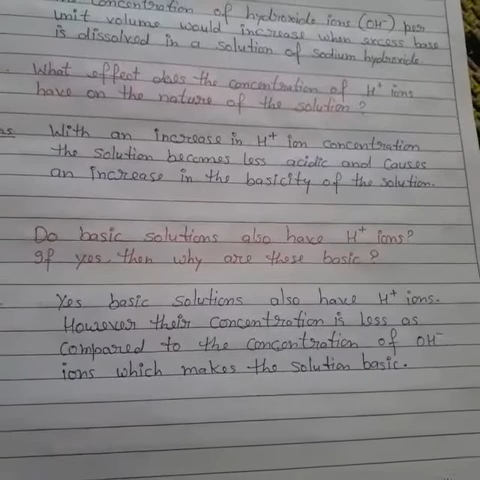 concentration of hydroxide ions (OH⁻) per
unit volume would increase when excess base
is dissolved in a solution of sodium hydroxide
What effect does the concentration of H⁺ ions
have on the nature of the solution?
With an increase in H⁺ ion concentration
the solution becomes less acidic and causes
an increase in the basicity of the solution.
Do basic solutions also have H⁺ ions?
If yes, then why are these basic?
Yes basic solutions also have H⁺ ions.
However their concentration is less as
compared to the concentration of OH⁻
ions which makes the solution basic.